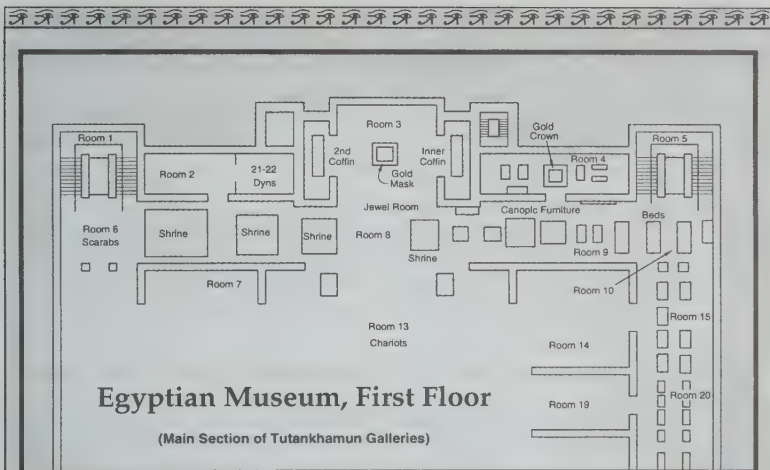 Room 1
Room 2
21-22
Dyns
2nd
Coffin
Room 3
Gold
Mask
Inner
Coffin
Jewel Room
Gold
Crown
Room 4
Room 5
Canopic Furniture
Beds
Room 6
Scarabs
Shrine
Shrine
Shrine
Room 8
Shrine
Room 9
Room 10
Room 7
Room 13
Chariots
Room 14
Room 15
Room 19
Room 20
Egyptian Museum, First Floor
(Main Section of Tutankhamun Galleries)